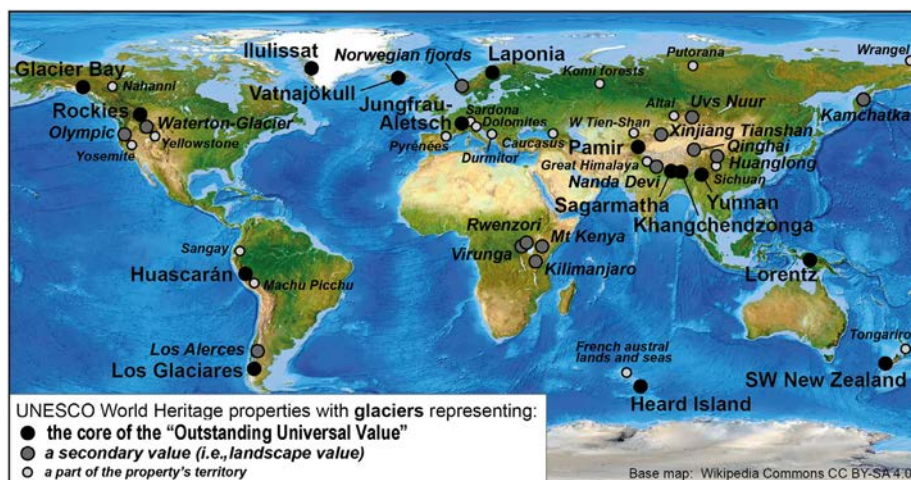 Ilulissat
Norwegian fjords
Laponia
Putorana
Wrangel
Glacier Bay
Nahanni
Vatnajökull
Komi forests
Rockies
Jungfrau-
Aletsch
Sardona
Altai
Uvs Nuur
Kamchatka
Olympic
Waterton-Glacier
Dolomites
W Tien-Shan
Xinjiang Tianshan
Yellowstone
Caucasus
Pamir
Qinghai
Yosemite
Pyrénées
Durmitor
Great Himalaya
Huanglong
Nanda Devi
Sichuan
Sagarmatha
Yunnan
Khangchendzonga
Rwenzori
Mt Kenya
Sangay
Virunga
Kilimanjaro
Huascarán
Machu Picchu
Lorentz
Los Alerces
French austral
lands and seas
Tongariro
Los Glaciares
SW New Zealand
Heard Island
UNESCO World Heritage properties with glaciers representing:
the core of the “Outstanding Universal Value”
a secondary value (i.e.,landscape value)
a part of the property's territory
Base map: Wikipedia Commons CC BY-SA 4.0